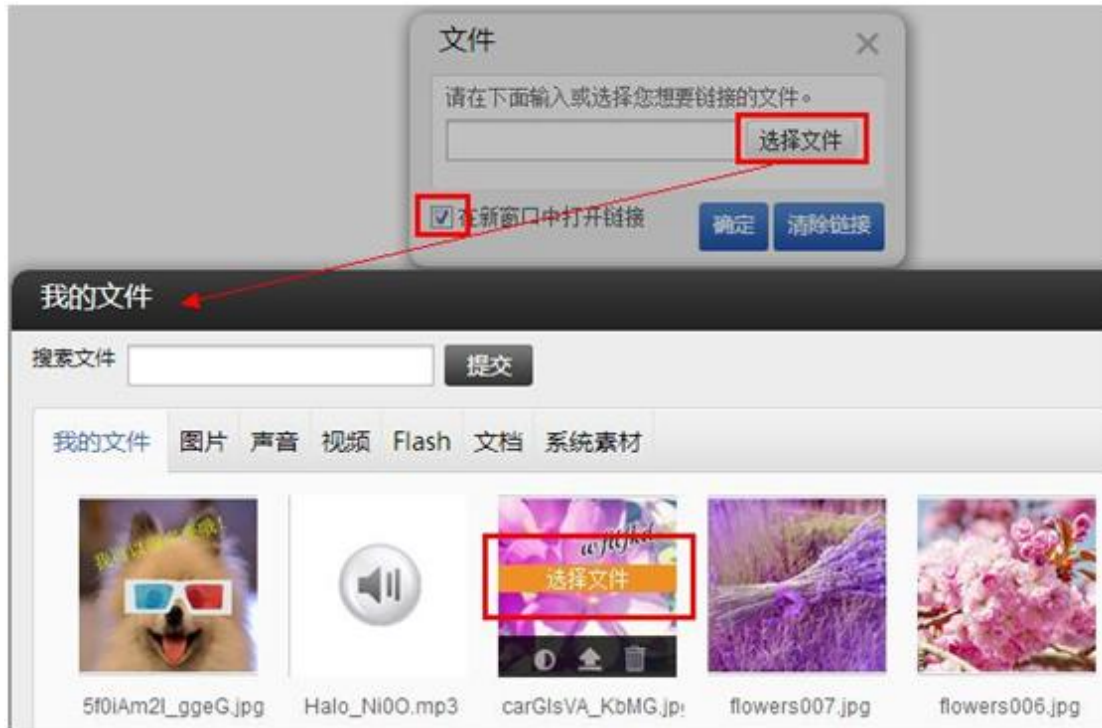 文件
请在下面输入或选择您想要链接的文件。
选择文件
在新窗口中打开链接
确定
清除链接
我的文件
搜素文件
提交
我的文件 图片 声音 视频 Flash 文档 系统素材
选择文件
5f0iAm2l_ggeG.jpg Halo_Ni0O.mp3 carGlsVA_KbMG.jp flowers007.jpg flowers006.jpg